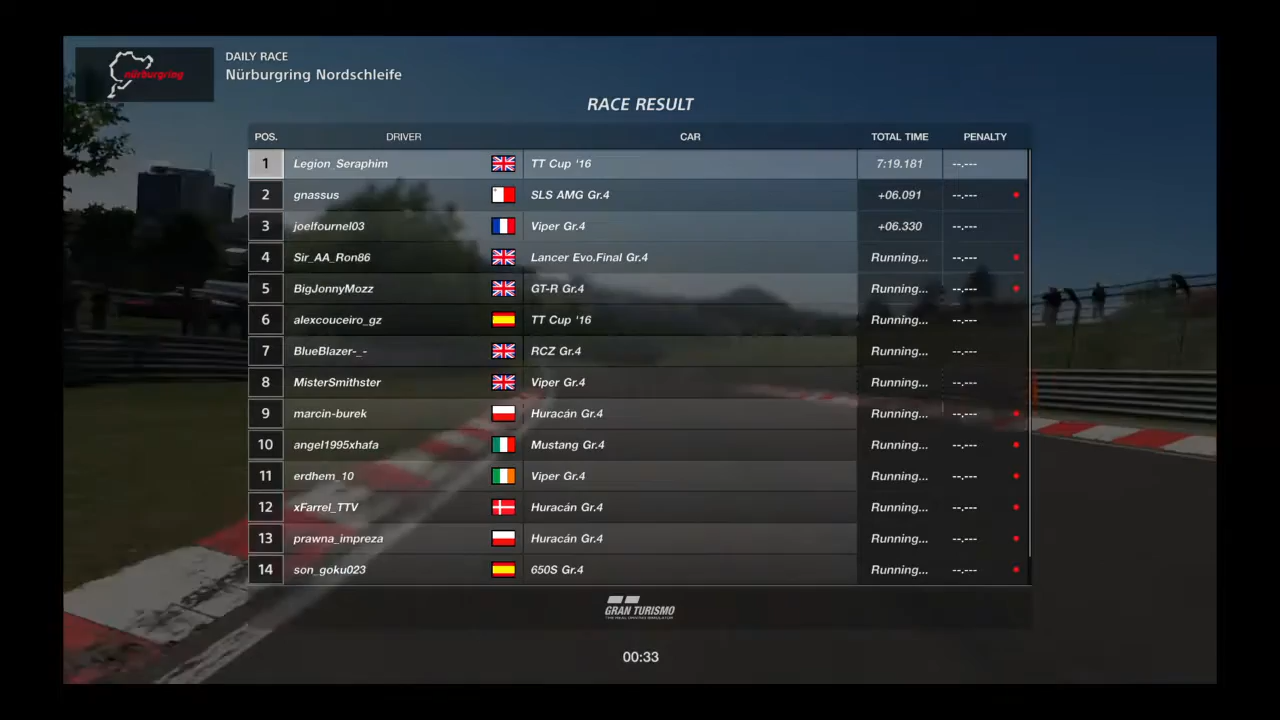 nürburgring
DAILY RACE
Nürburgring Nordschleife
RACE RESULT
POS. DRIVER CAR TOTAL TIME PENALTY
1 Legion_Seraphim TT Cup '16 7:19.181 --.---
2 gnassus SLS AMG Gr.4 +06.091 --.---
3 joelfournel03 Viper Gr.4 +06.330 --.---
4 Sir_AA_Ron86 Lancer Evo.Final Gr.4 Running... --.---
5 BigJonnyMozz GT-R Gr.4 Running... --.---
6 alexcouceiro_gz TT Cup '16 Running... --.---
7 BlueBlazer-_- RCZ Gr.4 Running... --.---
8 MisterSmithster Viper Gr.4 Running... --.---
9 marcin-burek Huracán Gr.4 Running... --.---
10 angel1995xhafa Mustang Gr.4 Running... --.---
11 erdhem_10 Viper Gr.4 Running... --.---
12 xFarrel_TTV Huracán Gr.4 Running... --.---
13 prawna_impreza Huracán Gr.4 Running... --.---
14 son_goku023 650S Gr.4 Running... --.---
GRAN TURISMO
THE REAL DRIVING SIMULATOR
00:33